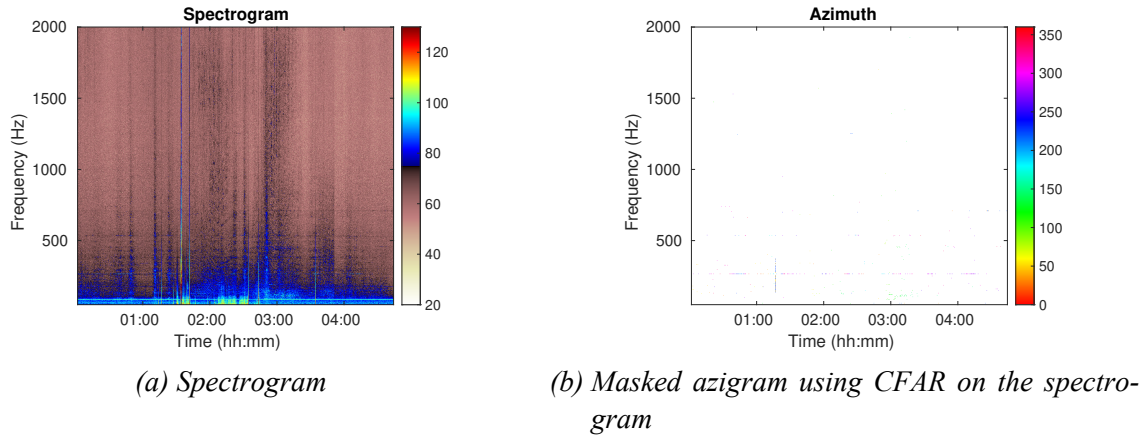 Spectrogram
2000
1500
1000
500
Frequency (Hz)
01:00 02:00 03:00 04:00
Time (hh:mm)
120
100
80
60
40
20
(a) Spectrogram
Azimuth
2000
1500
1000
500
Frequency (Hz)
01:00 02:00 03:00 04:00
Time (hh:mm)
350
300
250
200
150
100
50
0
(b) Masked azigram using CFAR on the spectro-
gram